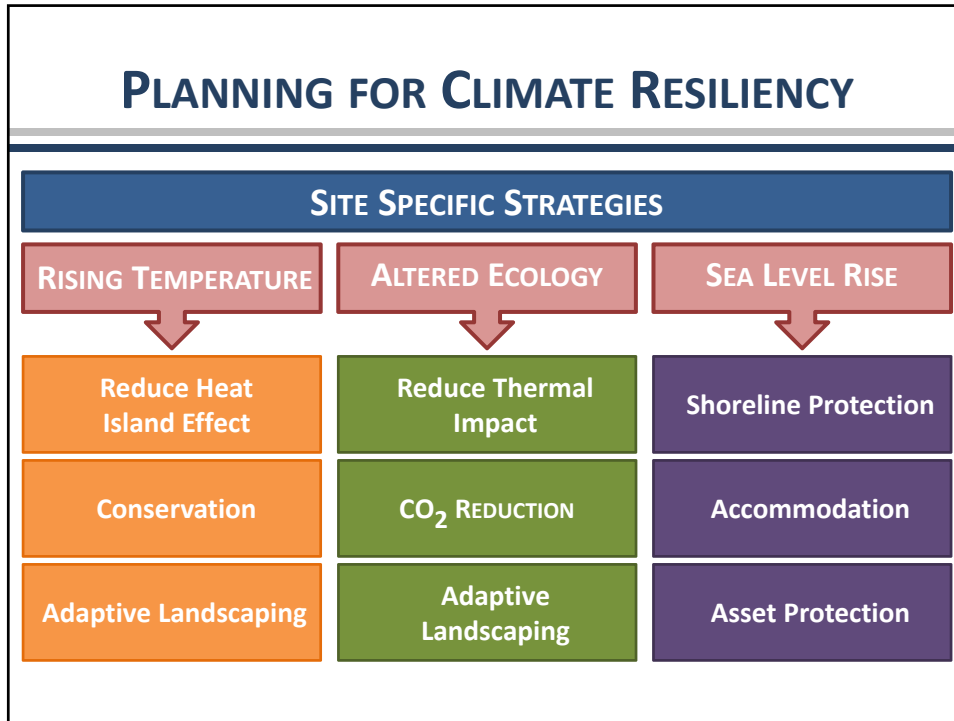 PLANNING FOR CLIMATE RESILIENCY
SITE SPECIFIC STRATEGIES
RISING TEMPERATURE
Reduce Heat
Island Effect
Conservation
Adaptive Landscaping
ALTERED ECOLOGY
Reduce Thermal
Impact
CO2 REDUCTION
Adaptive
Landscaping
SEA LEVEL RISE
Shoreline Protection
Accommodation
Asset Protection